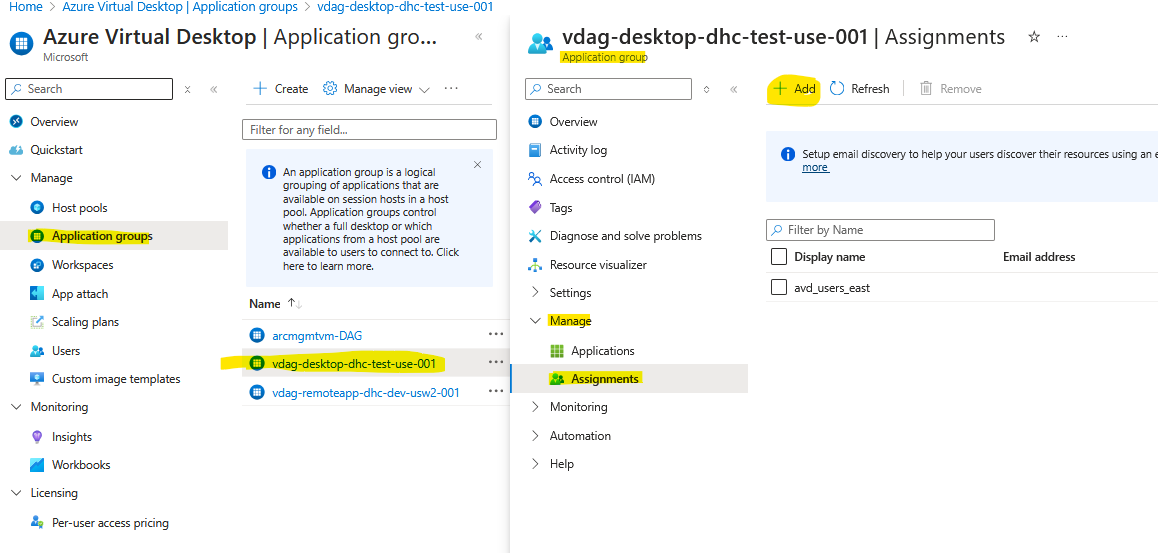 Home > Azure Virtual Desktop | Application groups > vdag-desktop-dhc-test-use-001
Azure Virtual Desktop | Application gro...
Microsoft
Search
Create
Manage view
Overview
Quickstart
Manage
Host pools
Application groups
Workspaces
App attach
Scaling plans
Users
Custom image templates
Monitoring
Insights
Workbooks
Licensing
Per-user access pricing
Filter for any field...
An application group is a logical
grouping of applications that are
available on session hosts in a host
pool. Application groups control
whether a full desktop or which
applications from a host pool are
available to users to connect to. Click
here to learn more.
Name
arcmgmtvm-DAG
vdag-desktop-dhc-test-use-001
vdag-remoteapp-dhc-dev-usw2-001
vdag-desktop-dhc-test-use-001 | Assignments
Application group
Search
Add
Refresh
Remove
Overview
Activity log
Access control (IAM)
Tags
Diagnose and solve problems
Resource visualizer
Settings
Manage
Applications
Assignments
Monitoring
Automation
Help
Setup email discovery to help your users discover their resources using an e
more.
Filter by Name
Display name
Email address
avd_users_east